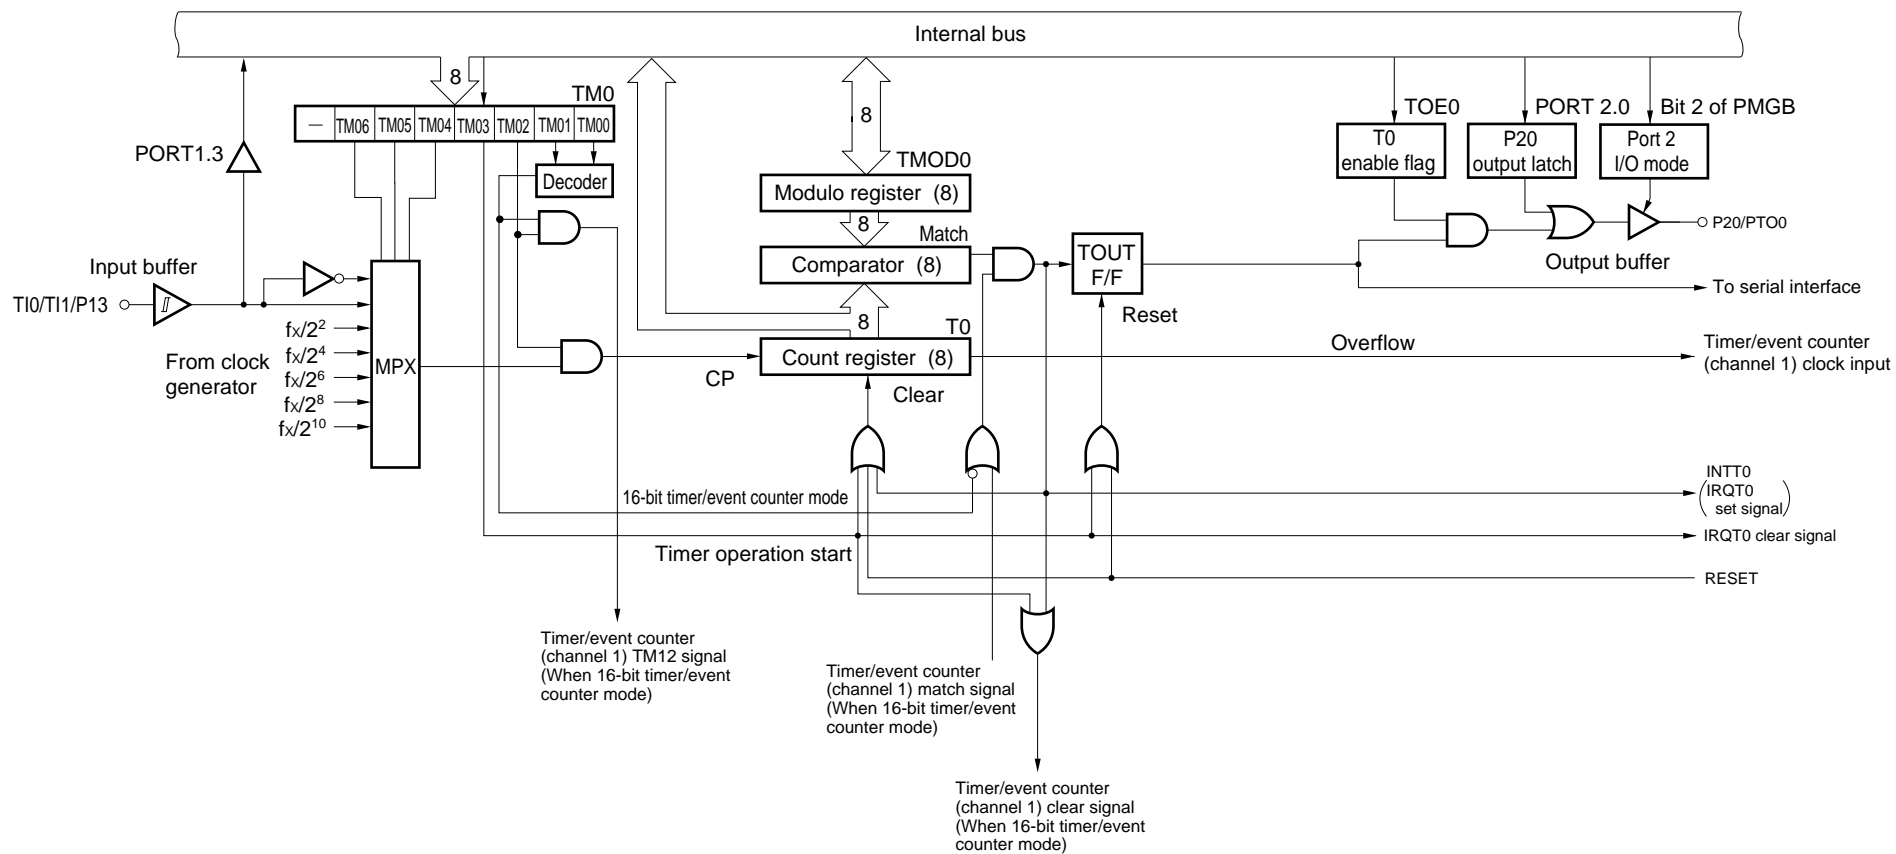 Internal bus
8
TM0
— TM06 TM05 TM04 TM03 TM02 TM01 TM00
PORT1.3
Decoder
8
TMOD0
Modulo register (8)
8
Match
Comparator (8)
8
T0
Count register (8)
CP
Clear
TOE0
T0
enable flag
PORT 2.0
P20
output latch
Bit 2 of PMGB
Port 2
I/O mode
P20/PTO0
Output buffer
TOUT
F/F
Reset
To serial interface
Overflow
Timer/event counter
(channel 1) clock input
Input buffer
TI0/TI1/P13
From clock
generator
fX/2²
fX/2⁴
fX/2⁶
fX/2⁸
fX/2¹⁰
MPX
16-bit timer/event counter mode
INTT0
(IRQT0
set signal)
Timer operation start
IRQT0 clear signal
RESET
Timer/event counter
(channel 1) TM12 signal
(When 16-bit timer/event
counter mode)
Timer/event counter
(channel 1) match signal
(When 16-bit timer/event
counter mode)
Timer/event counter
(channel 1) clear signal
(When 16-bit timer/event
counter mode)